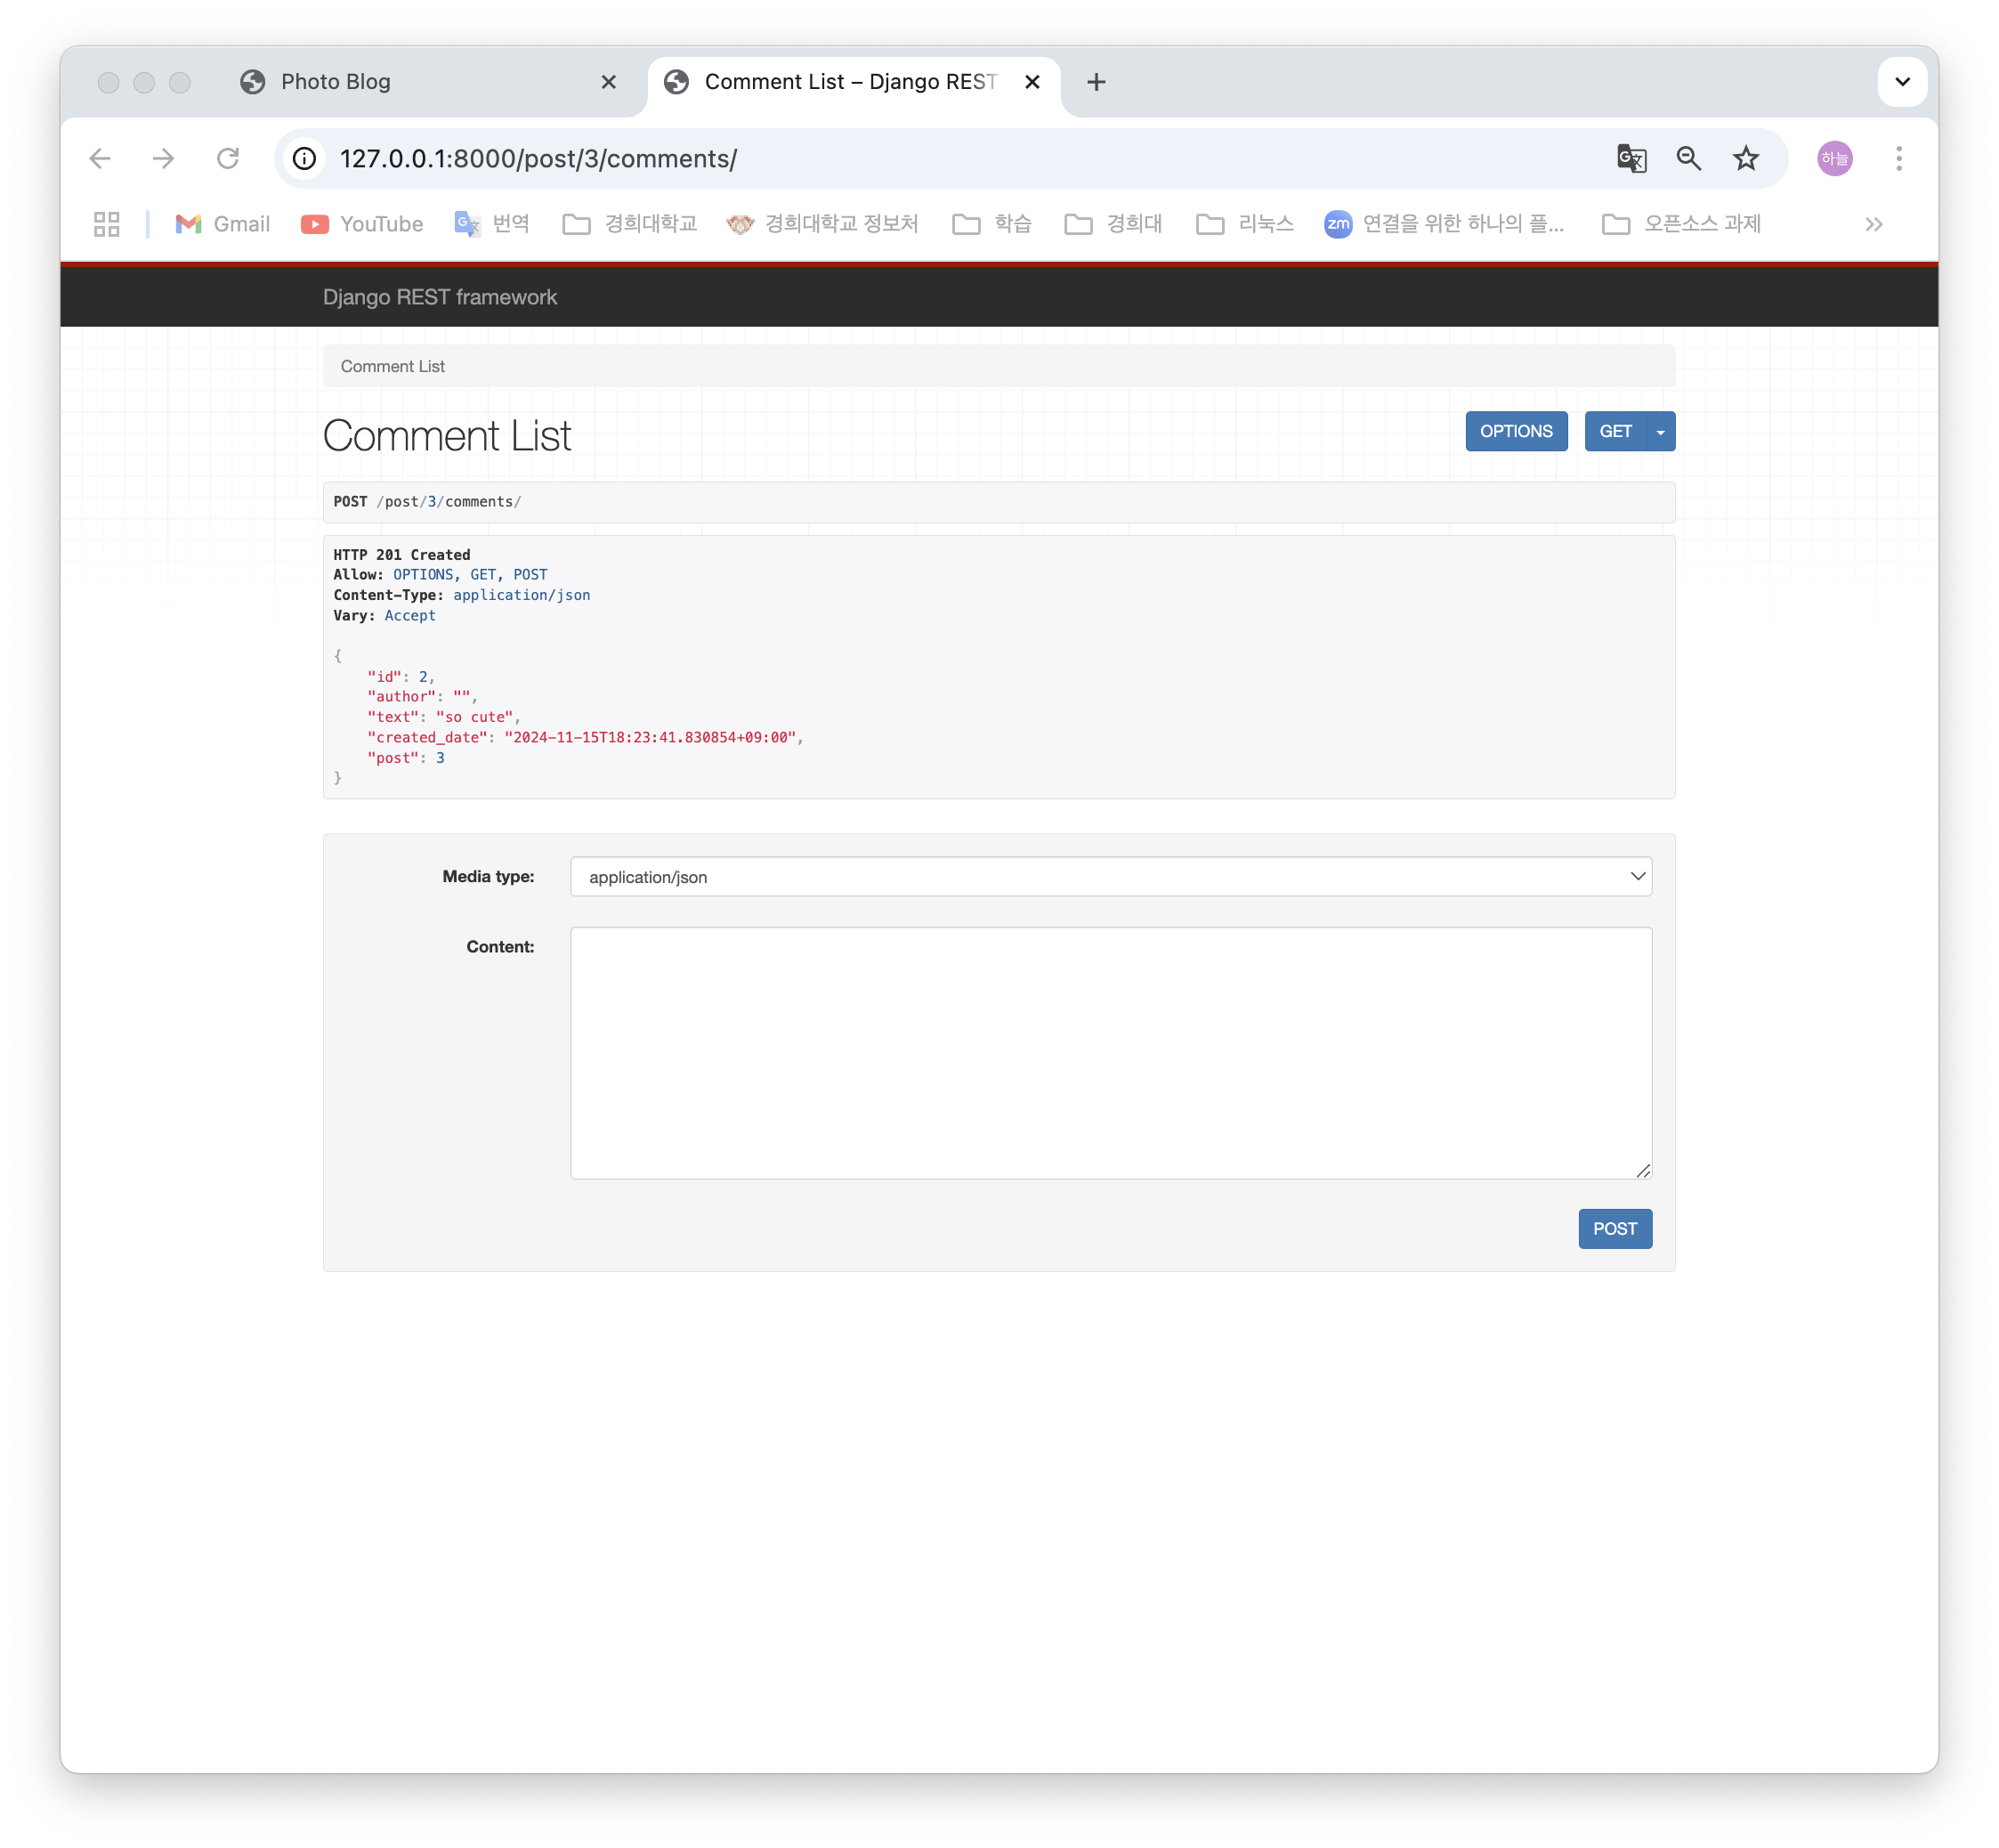 Photo Blog
Comment List – Django REST
127.0.0.1:8000/post/3/comments/
하늘
Gmail YouTube 번역 경희대학교 경희대학교 정보처 학습 경희대 리눅스 zm 연결을 위한 하나의 플... 오픈소스 과제
Django REST framework
Comment List
Comment List
OPTIONS GET
POST /post/3/comments/
HTTP 201 Created
Allow: OPTIONS, GET, POST
Content-Type: application/json
Vary: Accept
{
"id": 2,
"author": "",
"text": "so cute",
"created_date": "2024-11-15T18:23:41.830854+09:00",
"post": 3
}
Media type: application/json
Content:
POST